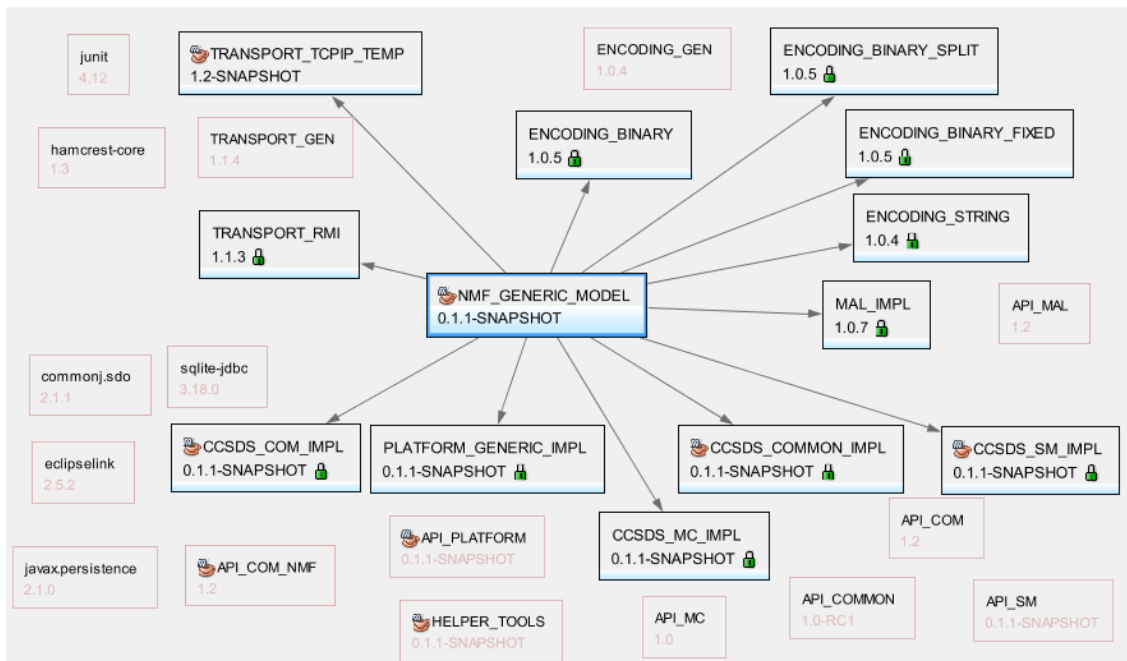 junit
4.12
TRANSPORT_TCPIP_TEMP
1.2-SNAPSHOT
ENCODING_GEN
1.0.4
ENCODING_BINARY_SPLIT
1.0.5
hamcrest-core
1.3
TRANSPORT_GEN
1.1.4
ENCODING_BINARY
1.0.5
ENCODING_BINARY_FIXED
1.0.5
TRANSPORT_RMI
1.1.3
ENCODING_STRING
1.0.4
NMF_GENERIC_MODEL
0.1.1-SNAPSHOT
MAL_IMPL
1.0.7
API_MAL
1.2
commonj.sdo
2.1.1
sqlite-jdbc
3.18.0
eclipselink
2.5.2
CCSDS_COM_IMPL
0.1.1-SNAPSHOT
PLATFORM_GENERIC_IMPL
0.1.1-SNAPSHOT
CCSDS_COMMON_IMPL
0.1.1-SNAPSHOT
CCSDS_SM_IMPL
0.1.1-SNAPSHOT
javax.persistence
2.1.0
API_COM_NMF
1.2
API_PLATFORM
0.1.1-SNAPSHOT
CCSDS_MC_IMPL
0.1.1-SNAPSHOT
API_COM
1.2
HELPER_TOOLS
0.1.1-SNAPSHOT
API_MC
1.0
API_COMMON
1.0-RC1
API_SM
0.1.1-SNAPSHOT